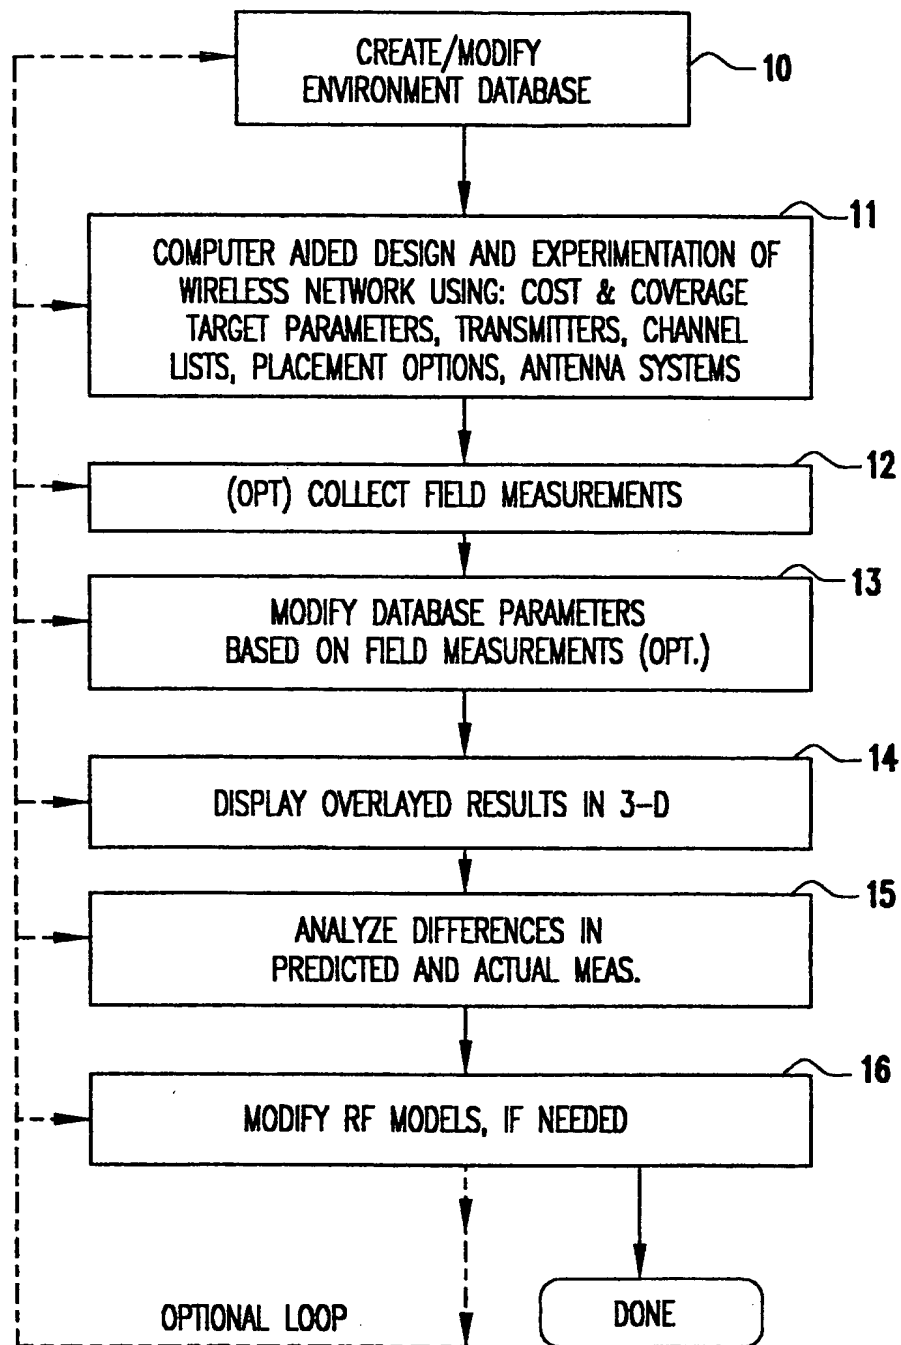 CREATE/MODIFY
ENVIRONMENT DATABASE
10
11
COMPUTER AIDED DESIGN AND EXPERIMENTATION OF
WIRELESS NETWORK USING: COST & COVERAGE
TARGET PARAMETERS, TRANSMITTERS, CHANNEL
LISTS, PLACEMENT OPTIONS, ANTENNA SYSTEMS
12
(OPT) COLLECT FIELD MEASUREMENTS
13
MODIFY DATABASE PARAMETERS
BASED ON FIELD MEASUREMENTS (OPT.)
14
DISPLAY OVERLAYED RESULTS IN 3-D
15
ANALYZE DIFFERENCES IN
PREDICTED AND ACTUAL MEAS.
16
MODIFY RF MODELS, IF NEEDED
OPTIONAL LOOP
DONE